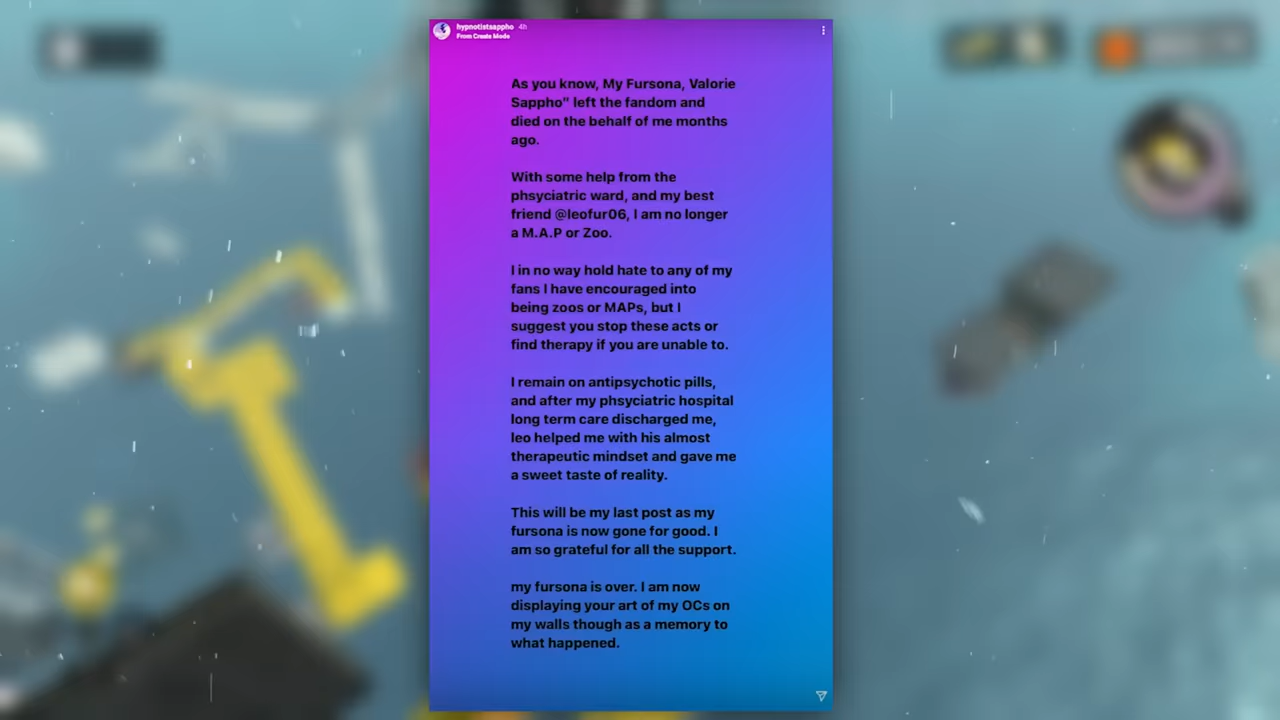 hypnotistsappho 4h
From Create Mode
As you know, My Fursona, Valorie
Sappho" left the fandom and
died on the behalf of me months
ago.
With some help from the
phsyciatric ward, and my best
friend @leofur06, I am no longer
a M.A.P or Zoo.
I in no way hold hate to any of my
fans I have encouraged into
being zoos or MAPs, but I
suggest you stop these acts or
find therapy if you are unable to.
I remain on antipsychotic pills,
and after my phsyciatric hospital
long term care discharged me,
leo helped me with his almost
therapeutic mindset and gave me
a sweet taste of reality.
This will be my last post as my
fursona is now gone for good. I
am so grateful for all the support.
my fursona is over. I am now
displaying your art of my OCs on
my walls though as a memory to
what happened.